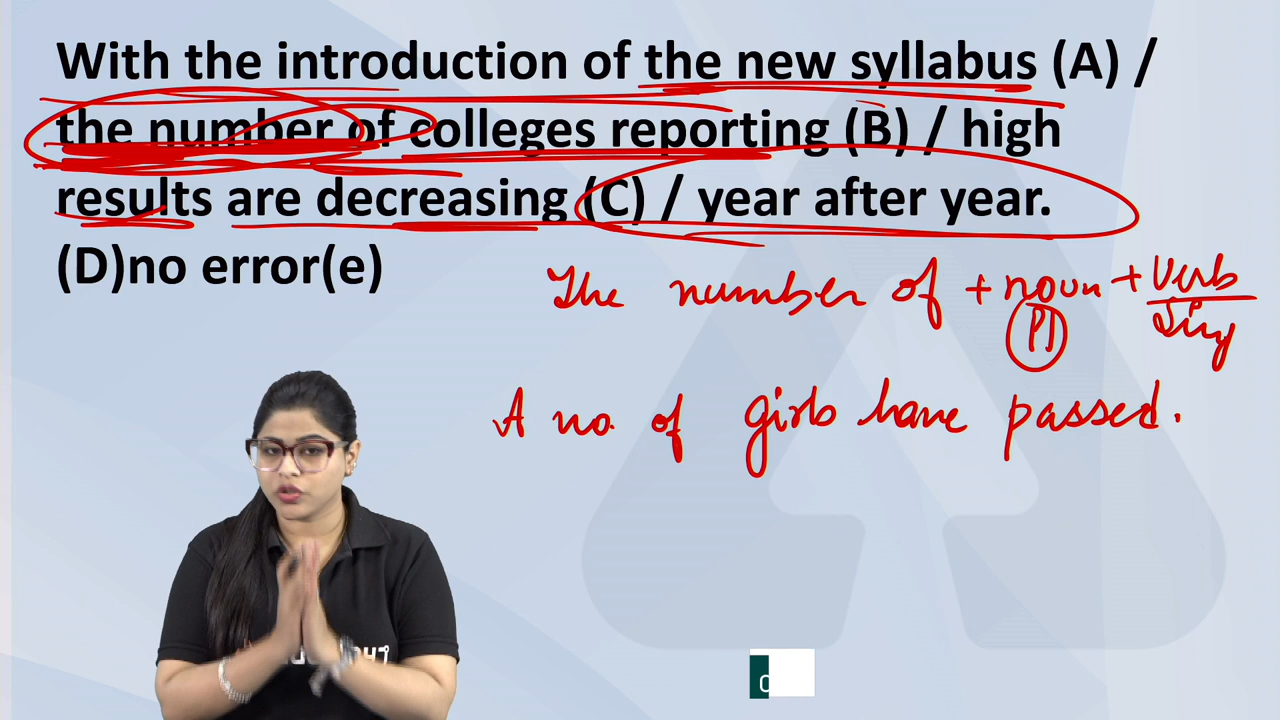 With the introduction of the new syllabus (A) /
the number of colleges reporting (B) / high
results are decreasing (C) / year after year.
(D)no error(e)
The number of + noun + Verb
Pl Sing
A no. of girls have passed.